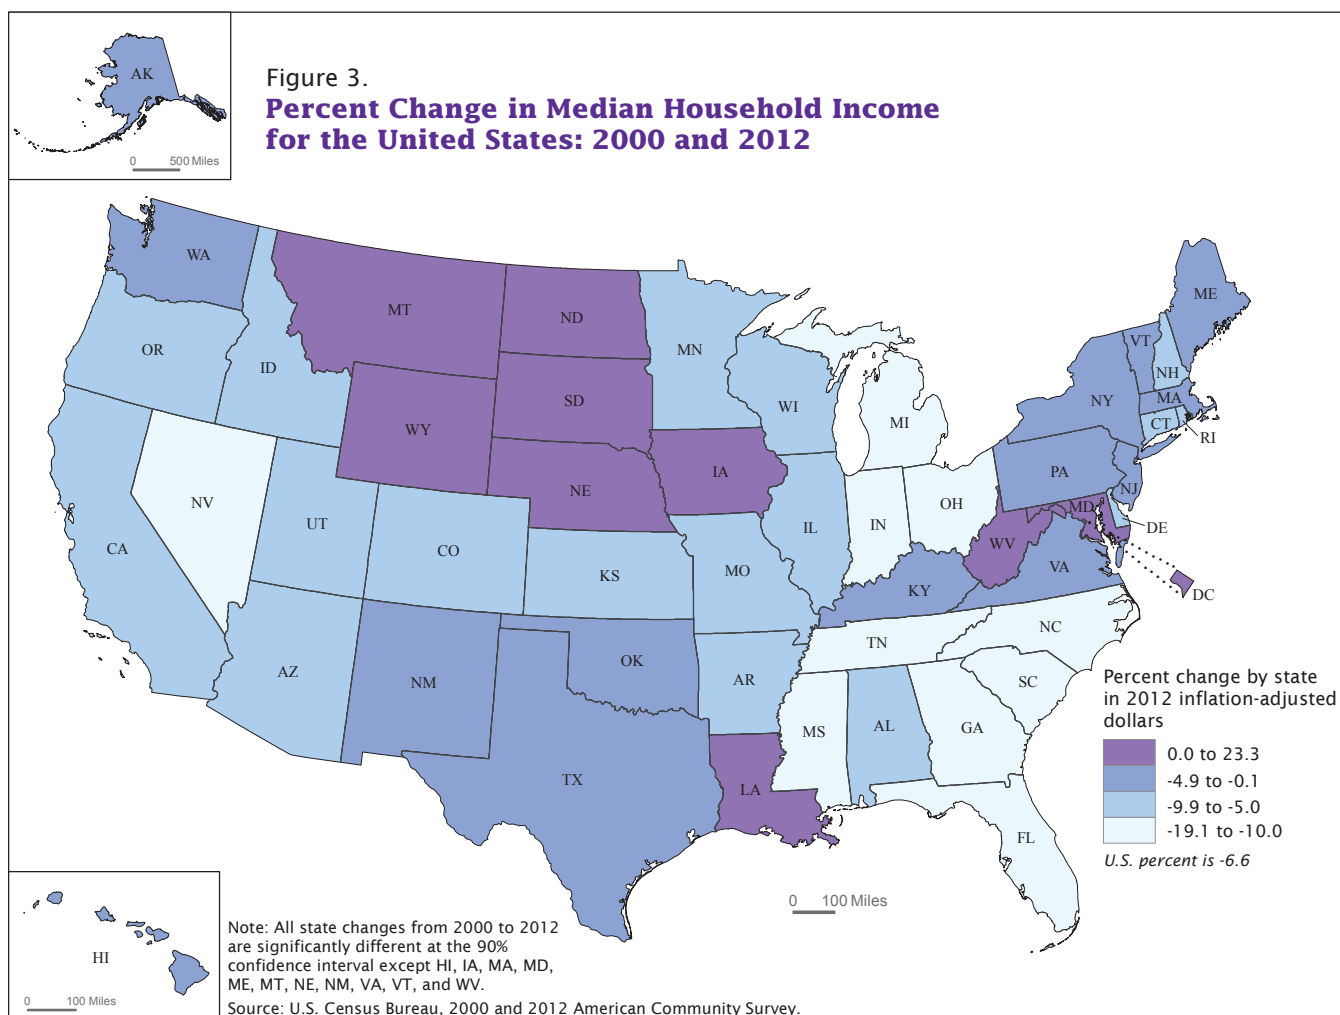 AK
0 500 Miles
Figure 3.
Percent Change in Median Household Income
for the United States: 2000 and 2012
WA
MT
ND
ME
OR
ID
MN
VT
NH
SD
WI
NY
MA
WY
MI
CT
RI
IA
PA
NE
NV
OH
NJ
UT
IN
MD
IL
DE
CA
CO
WV
KS
MO
VA
KY
DC
NC
TN
AZ
NM
OK
AR
SC
MS
AL
GA
TX
LA
FL
Percent change by state
in 2012 inflation-adjusted
dollars
0.0 to 23.3
-4.9 to -0.1
-9.9 to -5.0
-19.1 to -10.0
U.S. percent is -6.6
0 100 Miles
HI
0 100 Miles
Note: All state changes from 2000 to 2012
are significantly different at the 90%
confidence interval except HI, IA, MA, MD,
ME, MT, NE, NM, VA, VT, and WV.
Source: U.S. Census Bureau, 2000 and 2012 American Community Survey.